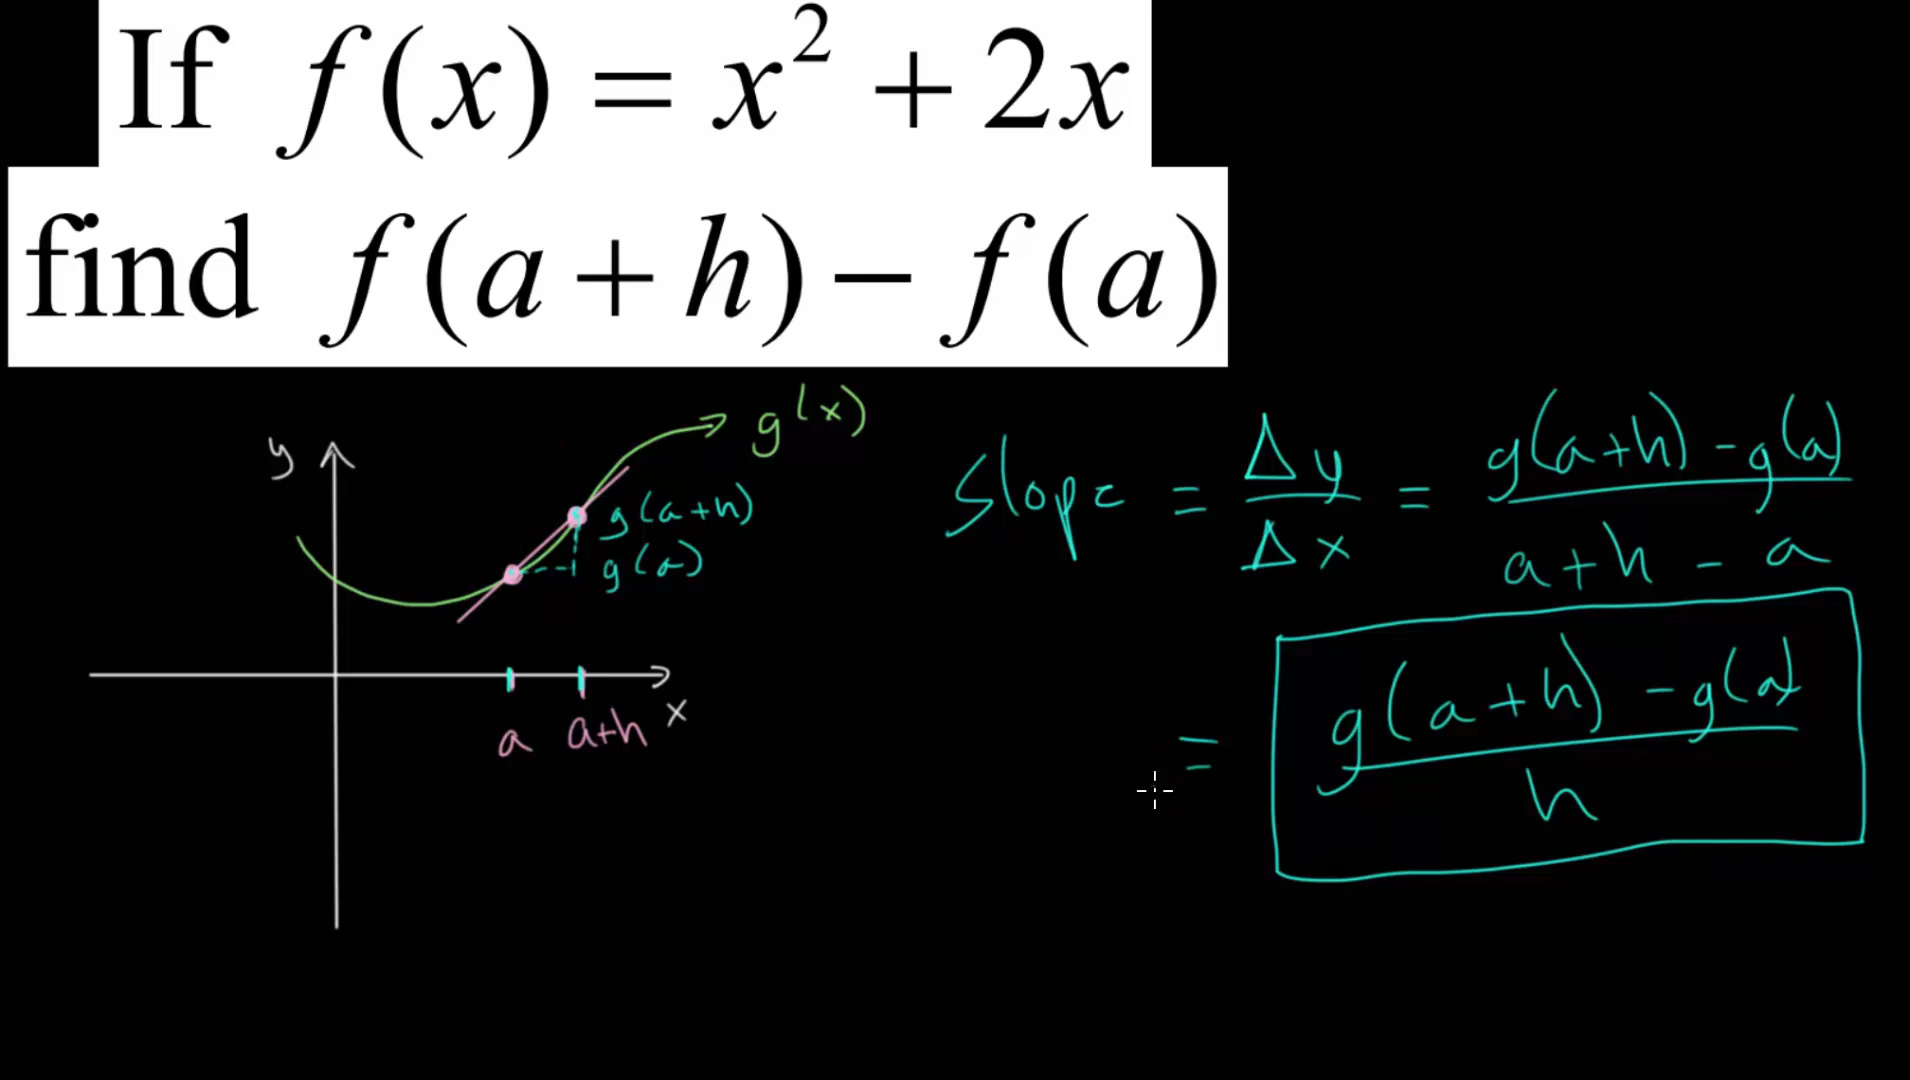 If f(x) = x² + 2x
find f(a + h) − f(a)
y
g(x)
g(a+h)
g(a)
a a+h x
Slope = Δy/Δx = (g(a+h) - g(a))/(a+h - a)
= (g(a+h) - g(a))/h